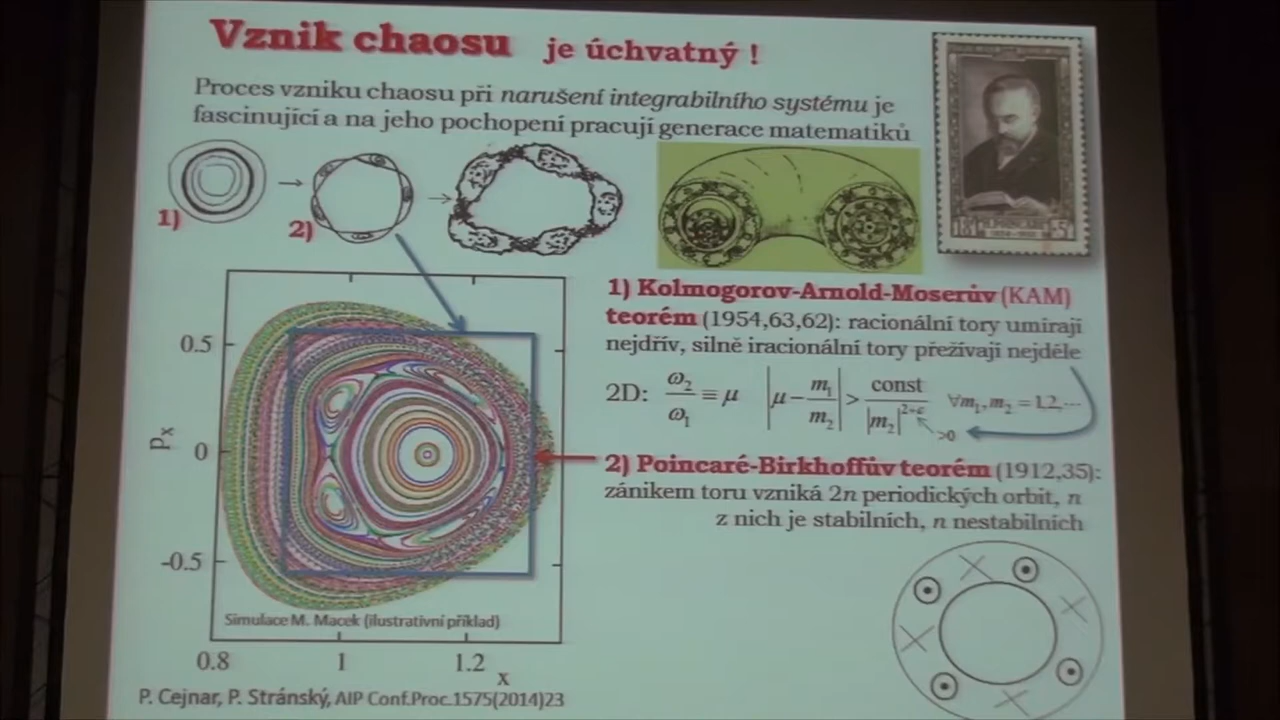 Vznik chaosu je úchvatný !
Proces vzniku chaosu při narušení integrabilního systému je
fascinující a na jeho pochopení pracují generace matematiků
1)
2)
1) Kolmogorov-Arnold-Moserův (KAM)
teorém (1954,63,62): racionální tory umírají
nejdřív, silně iracionální tory přežívají nejdéle
2D: ω2/ω1 ≡ μ |μ − m1/m2| > const/|m2|^2+ε ∀m1, m2 = 1,2,...
>0
2) Poincaré-Birkhoffův teorém (1912,35):
zánikem toru vzniká 2n periodických orbit, n
z nich je stabilních, n nestabilních
0.5
px
0
-0.5
Simulace M. Macek (ilustrativní příklad)
0.8 1 1.2
x
P. Cejnar, P. Stránský, AIP Conf.Proc.1575(2014)23